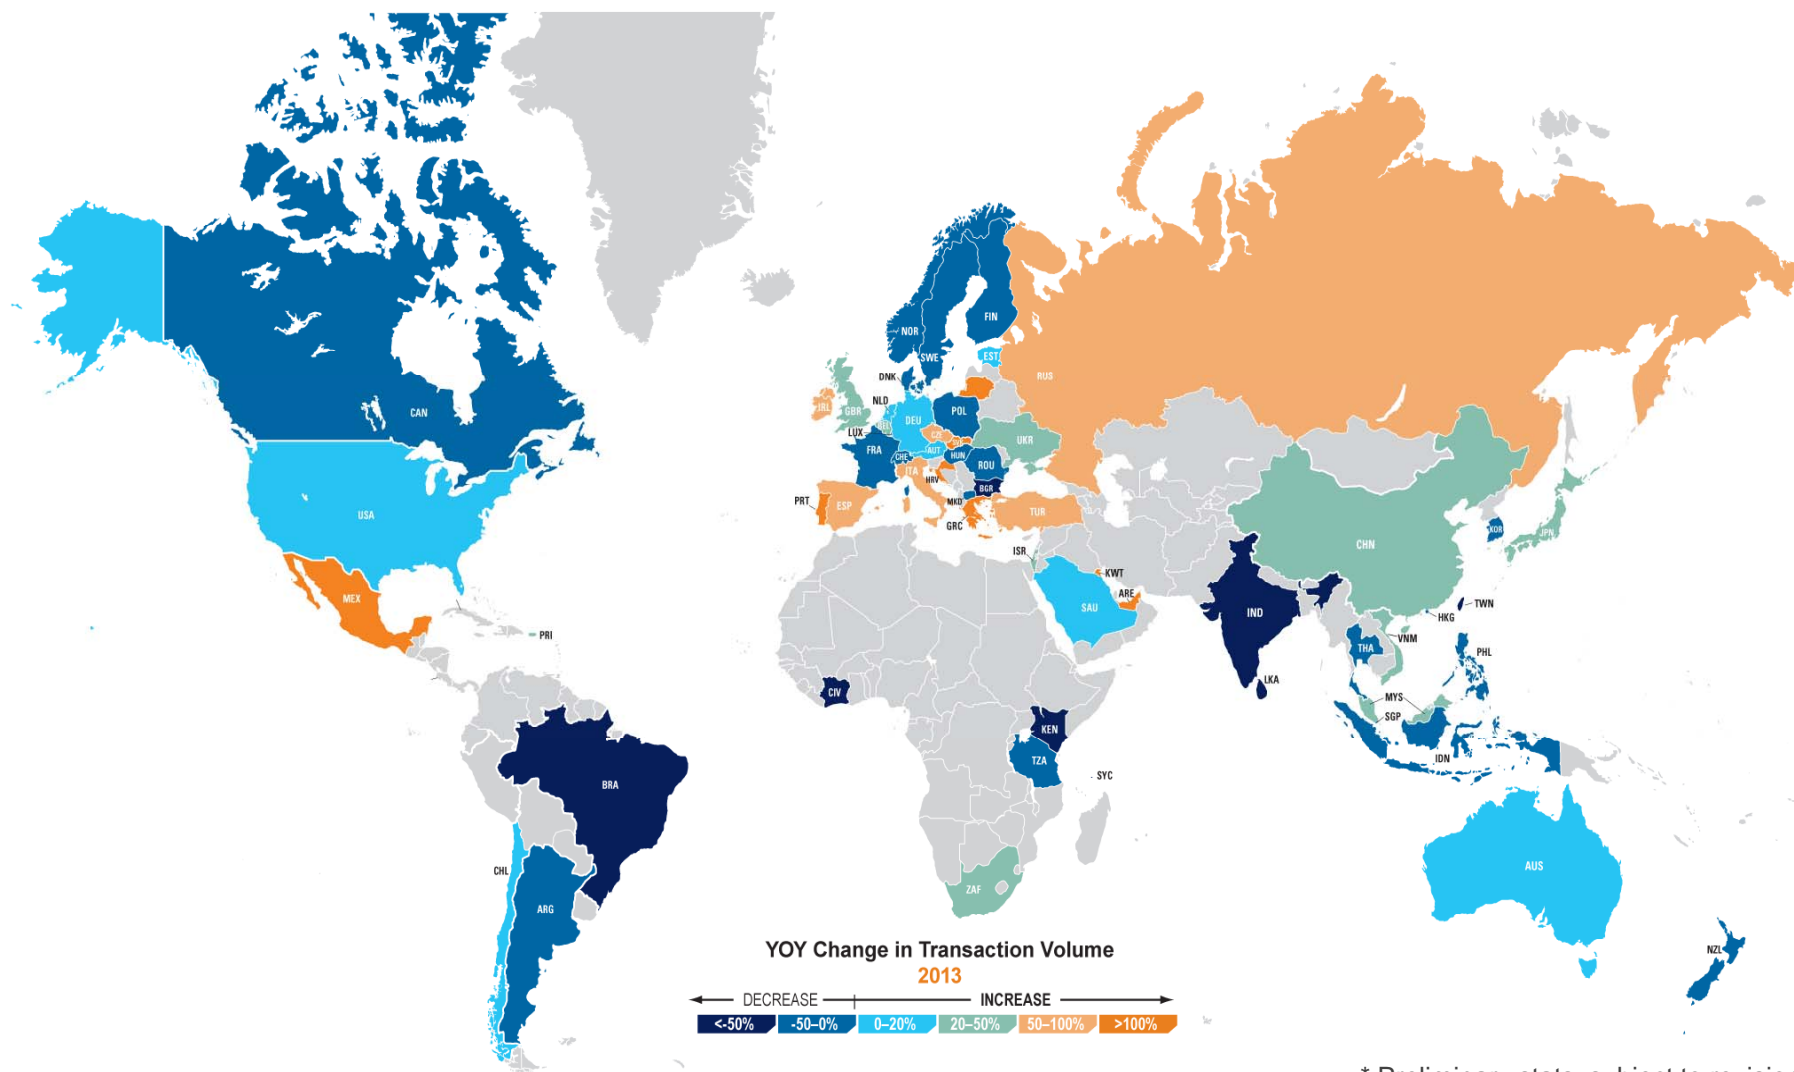 CAN
USA
MEX
PRI
BRA
CHL
ARG
NOR
SWE
FIN
EST
RUS
DNK
NLD
IRL
GBR
BEL
DEU
POL
LUX
FRA
CHE
CZE
AUT
HUN
UKR
ROU
ITA
HRV
BGR
MKD
PRT
ESP
GRC
TUR
ISR
KWT
ARE
SAU
CIV
KEN
TZA
SYC
ZAF
IND
LKA
CHN
KOR
JPN
TWN
HKG
VNM
THA
PHL
MYS
SGP
IDN
AUS
NZL
YOY Change in Transaction Volume
2013
DECREASE INCREASE
<-50% -50–0% 0–20% 20–50% 50–100% >100%